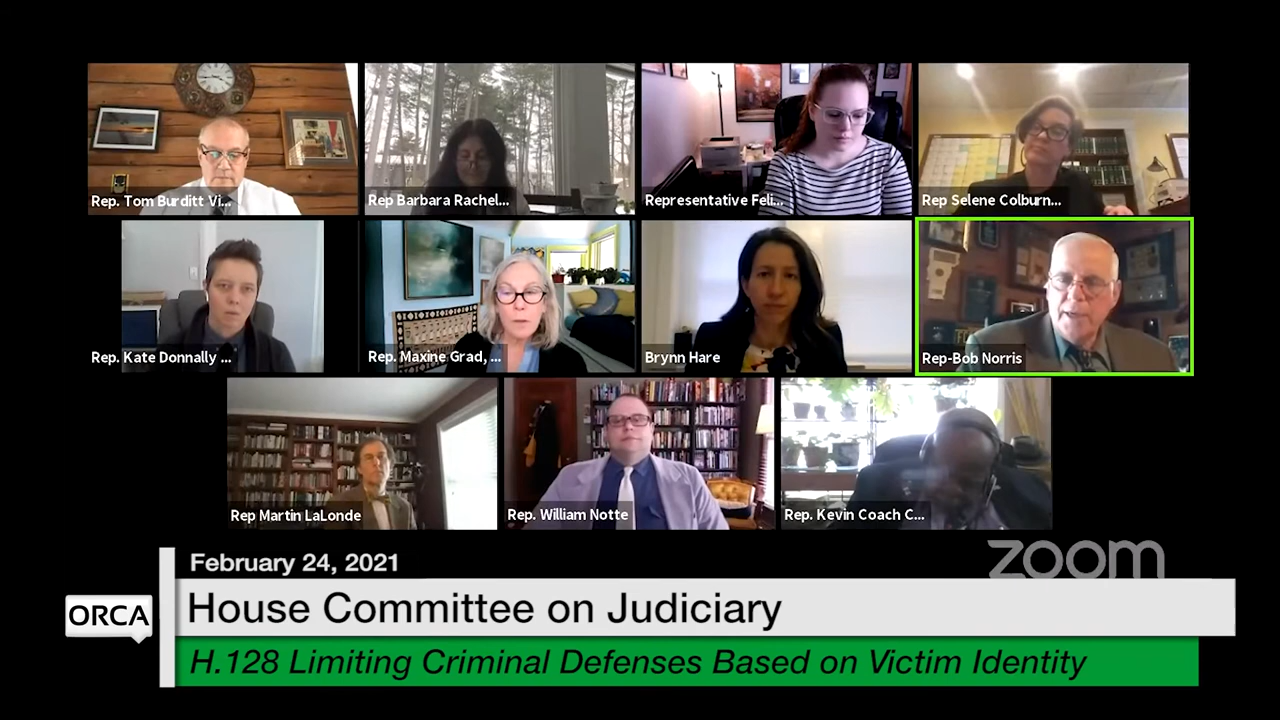 Rep. Tom Burditt Vi...
Rep Barbara Rachel...
Representative Feli...
Rep Selene Colburn...
Rep. Kate Donnally ...
Rep. Maxine Grad, ...
Brynn Hare
Rep-Bob Norris
Rep Martin LaLonde
Rep. William Notte
Rep. Kevin Coach C...
zoom
February 24, 2021
ORCA
House Committee on Judiciary
H.128 Limiting Criminal Defenses Based on Victim Identity